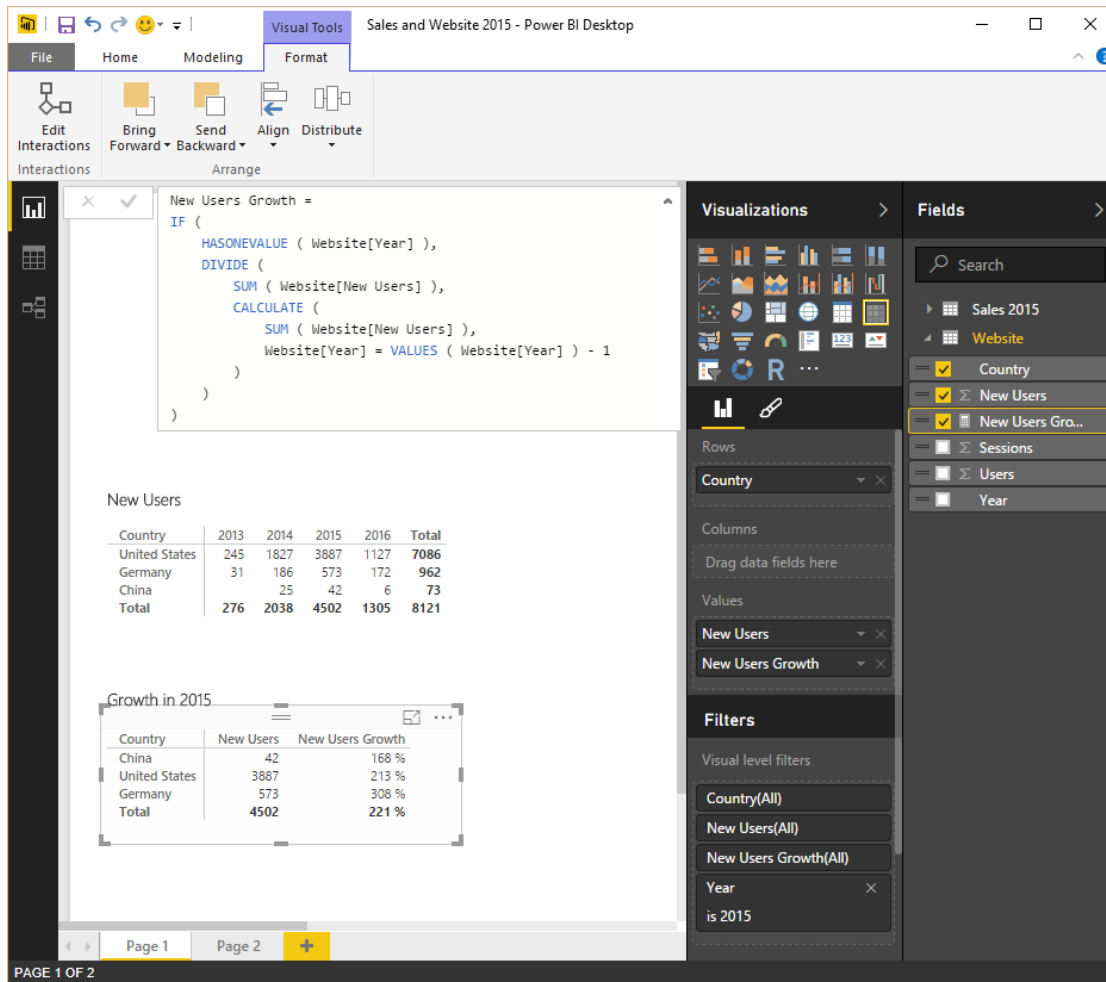 Visual Tools
Sales and Website 2015 - Power BI Desktop
File Home Modeling Format
Edit Interactions
Bring Forward
Send Backward
Align
Distribute
Interactions
Arrange
New Users Growth =
IF (
HASONEVALUE ( Website[Year] ),
DIVIDE (
SUM ( Website[New Users] ),
CALCULATE (
SUM ( Website[New Users] ),
Website[Year] = VALUES ( Website[Year] ) - 1
)
)
)
New Users
Country 2013 2014 2015 2016 Total
United States 245 1827 3887 1127 7086
Germany 31 186 573 172 962
China 25 42 6 73
Total 276 2038 4502 1305 8121
Growth in 2015
Country New Users New Users Growth
China 42 168 %
United States 3887 213 %
Germany 573 308 %
Total 4502 221 %
Visualizations
123
R
Rows
Country
Columns
Drag data fields here
Values
New Users
New Users Growth
Filters
Visual level filters
Country(All)
New Users(All)
New Users Growth(All)
Year
is 2015
Fields
Search
Sales 2015
Website
Country
Σ New Users
New Users Gro...
Σ Sessions
Σ Users
Year
Page 1 Page 2 +
PAGE 1 OF 2